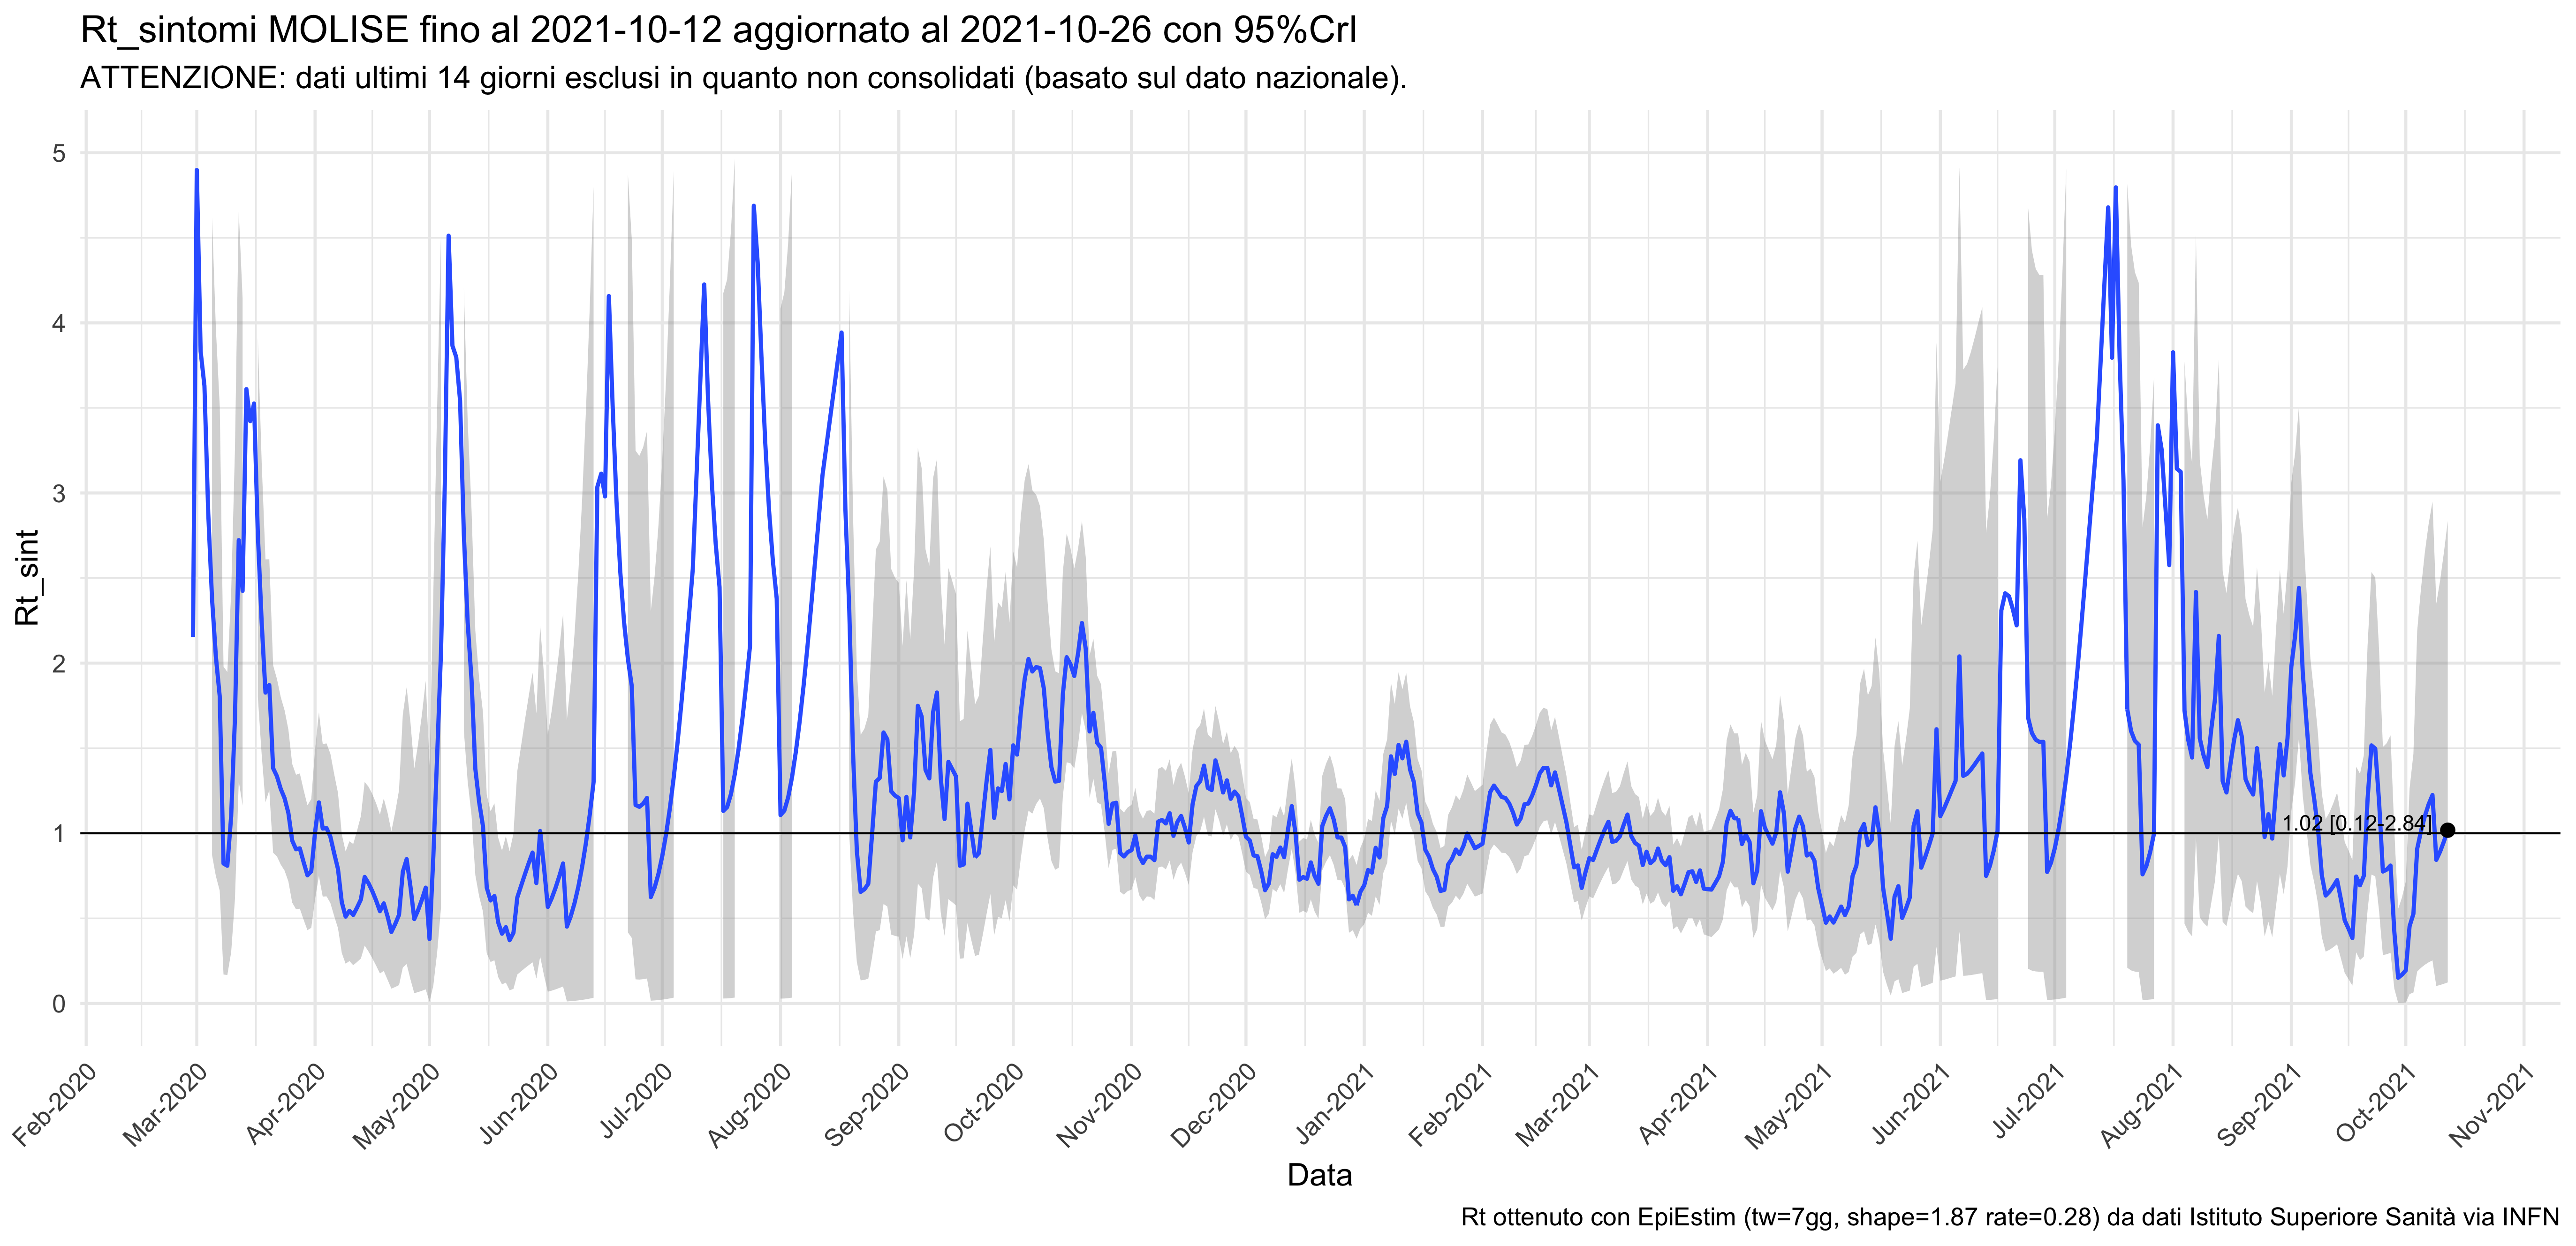 Rt_sintomi MOLISE fino al 2021-10-12 aggiornato al 2021-10-26 con 95%CrI
ATTENZIONE: dati ultimi 14 giorni esclusi in quanto non consolidati (basato sul dato nazionale).
Rt_sint
5
4
3
2
1
0
1.02 [0.12-2.84]
Feb-2020
Mar-2020
Apr-2020
May-2020
Jun-2020
Jul-2020
Aug-2020
Sep-2020
Oct-2020
Nov-2020
Dec-2020
Jan-2021
Feb-2021
Mar-2021
Apr-2021
May-2021
Jun-2021
Jul-2021
Aug-2021
Sep-2021
Oct-2021
Nov-2021
Data
Rt ottenuto con EpiEstim (tw=7gg, shape=1.87 rate=0.28) da dati Istituto Superiore Sanità via INFN